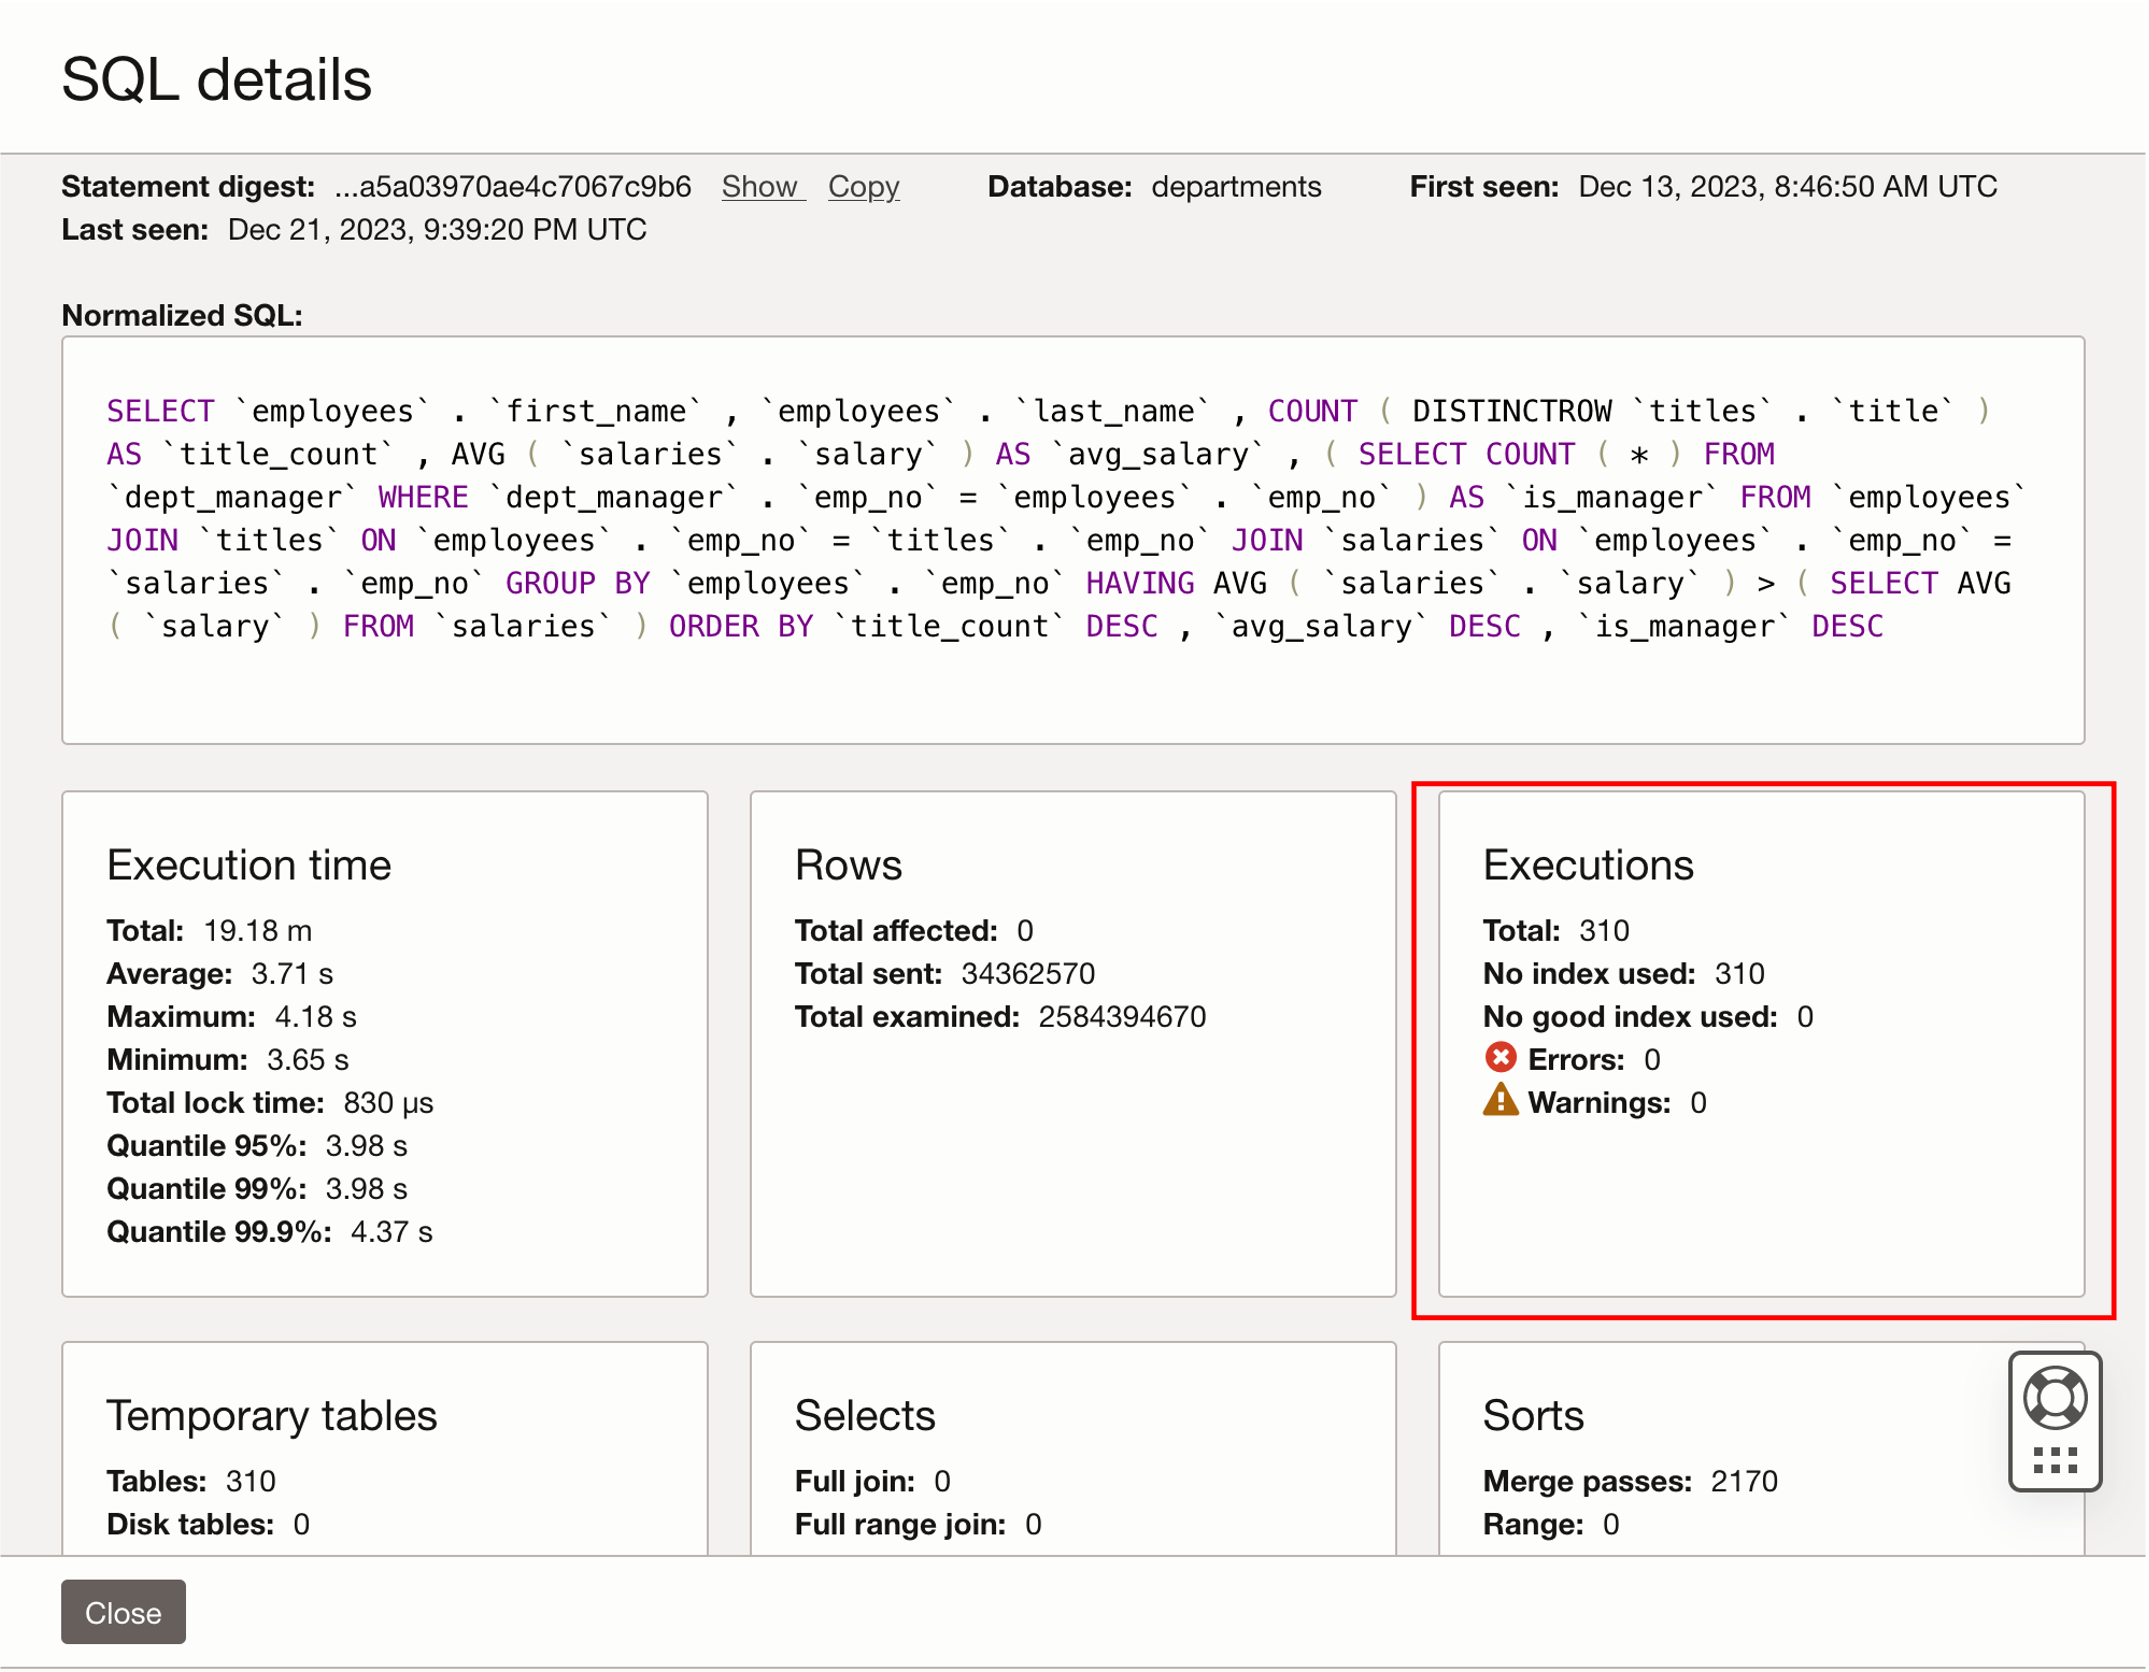 SQL details
Statement digest: ...a5a03970ae4c7067c9b6 Show Copy Database: departments First seen: Dec 13, 2023, 8:46:50 AM UTC
Last seen: Dec 21, 2023, 9:39:20 PM UTC
Normalized SQL:
SELECT `employees` . `first_name` , `employees` . `last_name` , COUNT ( DISTINCTROW `titles` . `title` )
AS `title_count` , AVG ( `salaries` . `salary` ) AS `avg_salary` , ( SELECT COUNT ( * ) FROM
`dept_manager` WHERE `dept_manager` . `emp_no` = `employees` . `emp_no` ) AS `is_manager` FROM `employees`
JOIN `titles` ON `employees` . `emp_no` = `titles` . `emp_no` JOIN `salaries` ON `employees` . `emp_no` =
`salaries` . `emp_no` GROUP BY `employees` . `emp_no` HAVING AVG ( `salaries` . `salary` ) > ( SELECT AVG
( `salary` ) FROM `salaries` ) ORDER BY `title_count` DESC , `avg_salary` DESC , `is_manager` DESC
Execution time
Total: 19.18 m
Average: 3.71 s
Maximum: 4.18 s
Minimum: 3.65 s
Total lock time: 830 µs
Quantile 95%: 3.98 s
Quantile 99%: 3.98 s
Quantile 99.9%: 4.37 s
Rows
Total affected: 0
Total sent: 34362570
Total examined: 2584394670
Executions
Total: 310
No index used: 310
No good index used: 0
Errors: 0
Warnings: 0
Temporary tables
Tables: 310
Disk tables: 0
Selects
Full join: 0
Full range join: 0
Sorts
Merge passes: 2170
Range: 0
Close